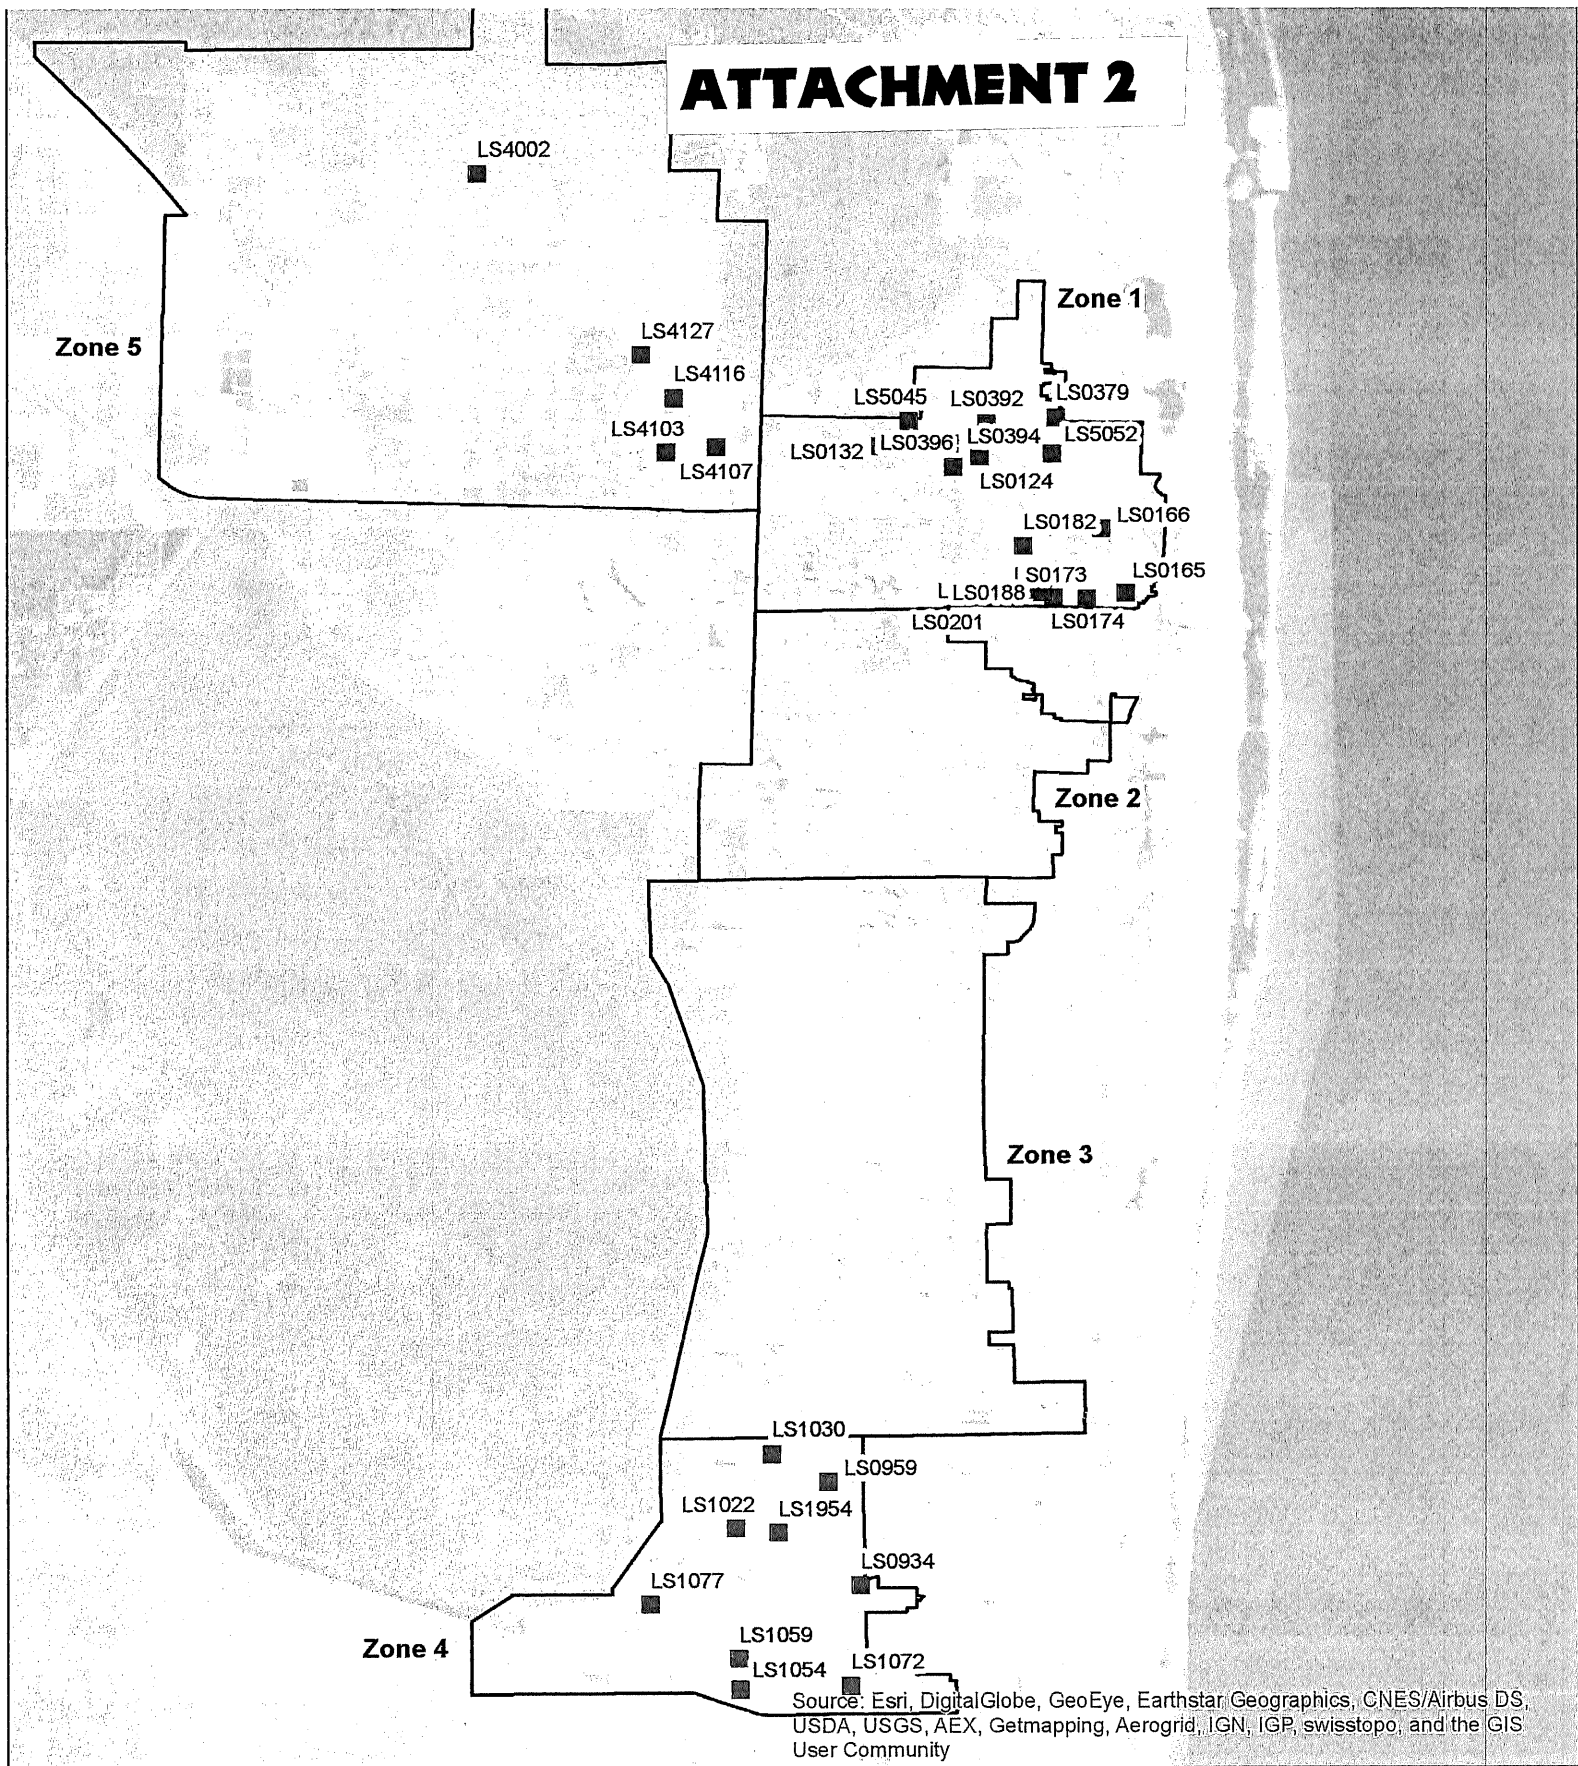 ATTACHMENT 2
LS4002
Zone 1
LS4127
Zone 5
LS4116
LS5045
LS0392
LS0379
LS4103
LS0132
LS0396
LS0394
LS5052
LS4107
LS0124
LS0182
LS0166
LS0173
LS0165
LS0188
LS0201
LS0174
Zone 2
Zone 3
LS1030
LS0959
LS1022
LS1954
LS0934
LS1077
LS1059
Zone 4
LS1054
LS1072
Source: Esri, DigitalGlobe, GeoEye, Earthstar Geographics, CNES/Airbus DS,
USDA, USGS, AEX, Getmapping, Aerogrid, IGN, IGP, swisstopo, and the GIS
User Community